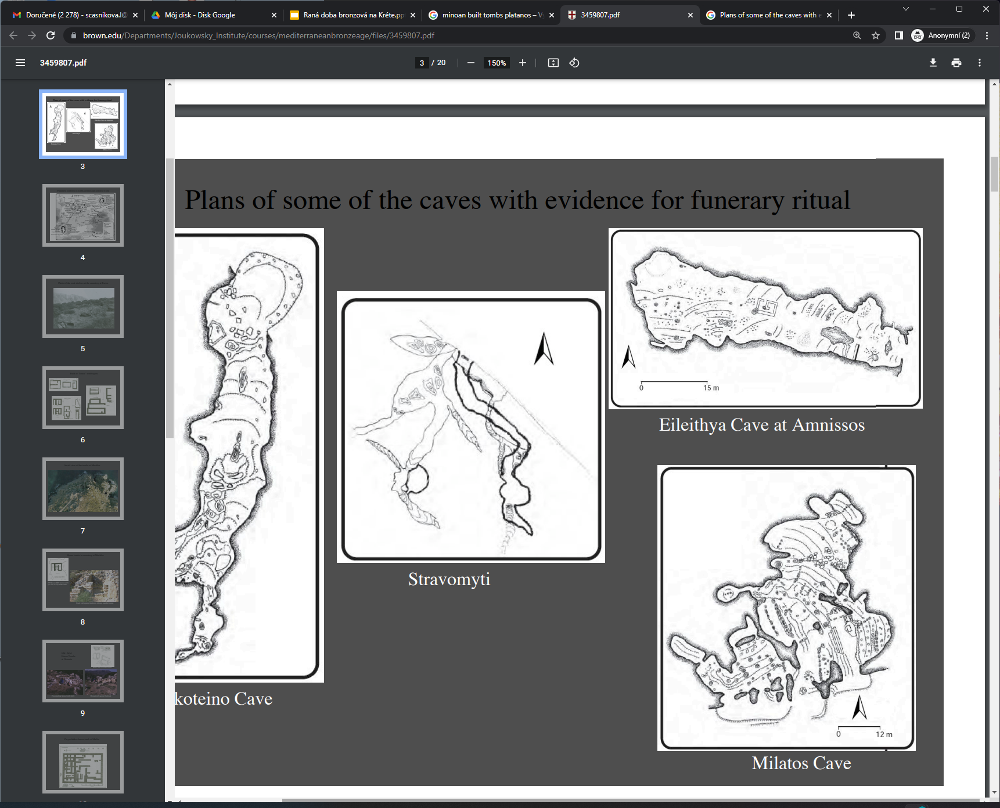 Doručené (2 278) - scasnikova.l@
Môj disk - Disk Google
Raná doba bronzová na Kréte.pp
minoan built tombs platanos – V
3459807.pdf
Plans of some of the caves with e
brown.edu/Departments/Joukowsky_Institute/courses/mediterraneanbronzeage/files/3459807.pdf
Anonymní (2)
3459807.pdf
3 / 20
150%
3
4
5
6
7
8
9
Plans of some of the caves with evidence for funerary ritual
0 15 m
Eileithya Cave at Amnissos
Stravomyti
koteino Cave
0 12 m
Milatos Cave